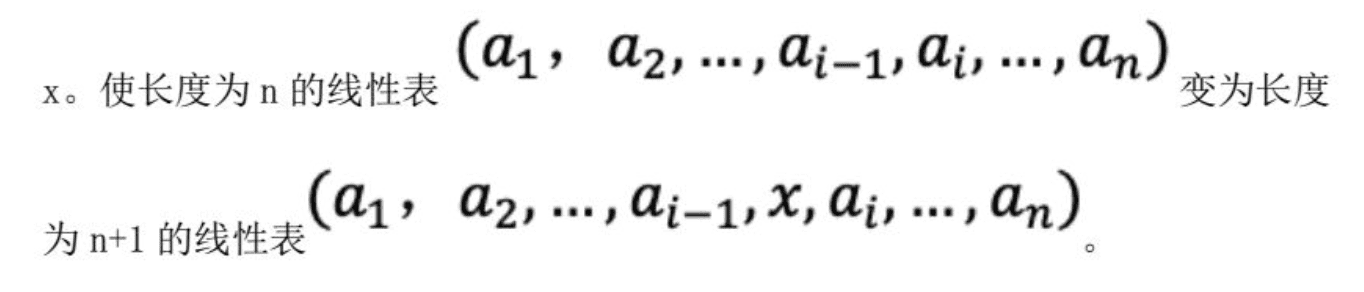 x。使长度为 n 的线性表 (a₁，a₂,…,aᵢ₋₁,aᵢ,…,aₙ) 变为长度
为 n+1 的线性表(a₁，a₂,…,aᵢ₋₁,x,aᵢ,…,aₙ)。